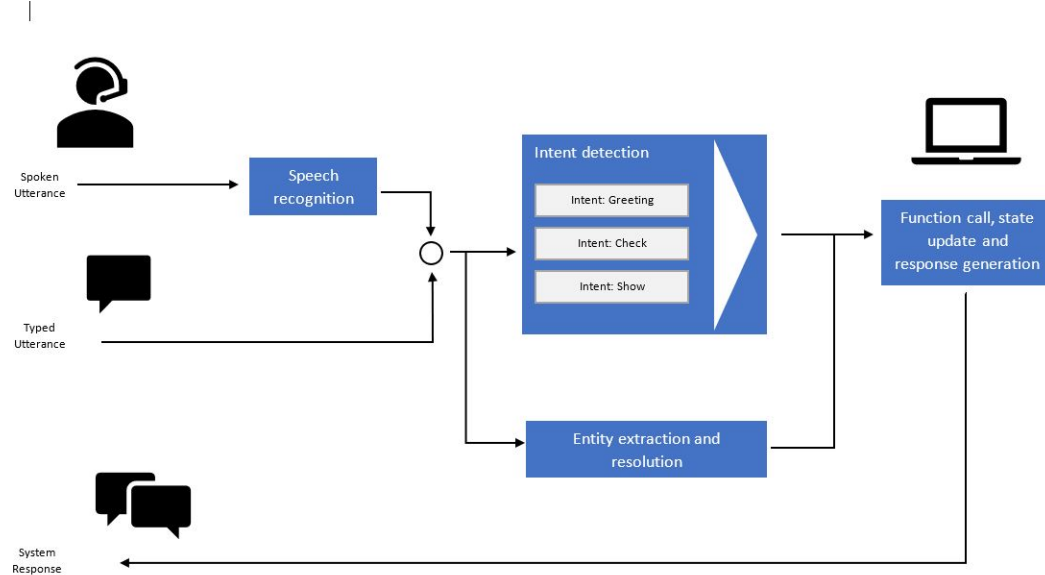 Spoken
Utterance
Speech
recognition
Intent detection
Intent: Greeting
Intent: Check
Intent: Show
Function call, state
update and
response generation
Typed
Utterance
Entity extraction and
resolution
System
Response